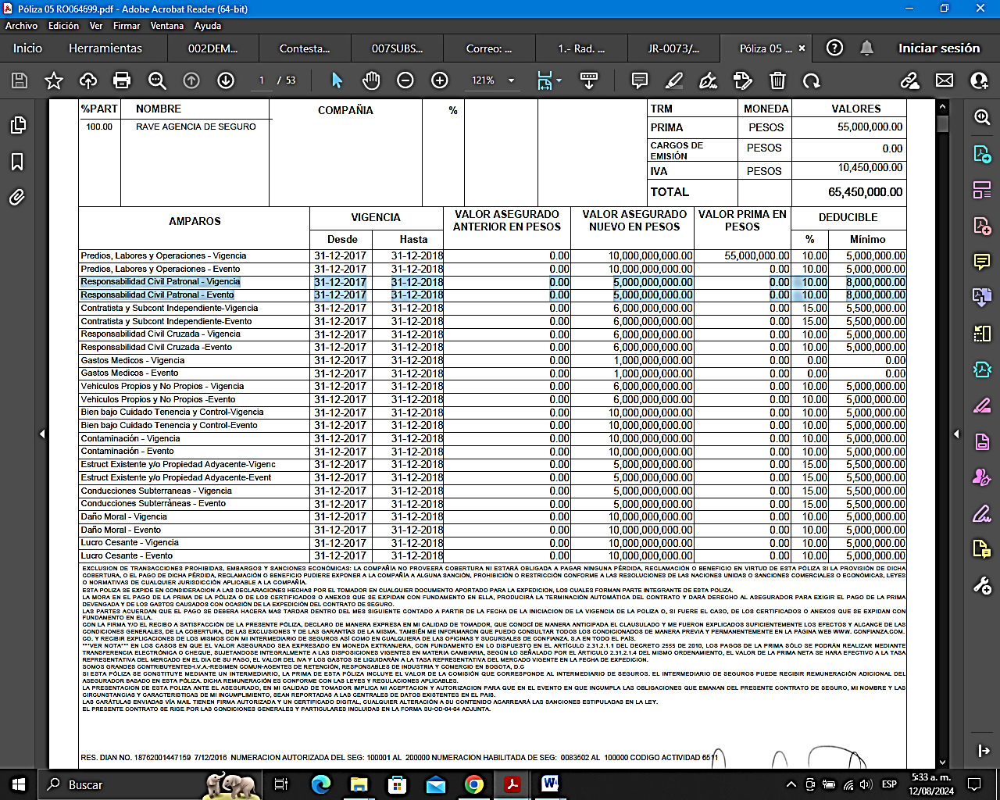 Póliza 05 RO064699.pdf - Adobe Acrobat Reader (64-bit)
Archivo Edición Ver Firmar Ventana Ayuda
Inicio Herramientas 002DEM... Contesta... 007SUBS... Correo: ... 1.- Rad. ... JR-0073/... Póliza 05 ... × Iniciar sesión
1 / 53 121%
%PART NOMBRE COMPAÑIA % TRM MONEDA VALORES
100.00 RAVE AGENCIA DE SEGURO PRIMA PESOS 55,000,000.00
CARGOS DE EMISIÓN PESOS 0.00
IVA PESOS 10,450,000.00
TOTAL 65,450,000.00
AMPAROS VIGENCIA VALOR ASEGURADO ANTERIOR EN PESOS VALOR ASEGURADO NUEVO EN PESOS VALOR PRIMA EN PESOS DEDUCIBLE
Desde Hasta % Mínimo
Predios, Labores y Operaciones - Vigencia 31-12-2017 31-12-2018 0.00 10,000,000,000.00 55,000,000.00 10.00 5,000,000.00
Predios, Labores y Operaciones - Evento 31-12-2017 31-12-2018 0.00 10,000,000,000.00 0.00 10.00 5,000,000.00
Responsabilidad Civil Patronal - Vigencia 31-12-2017 31-12-2018 0.00 5,000,000,000.00 0.00 10.00 8,000,000.00
Responsabilidad Civil Patronal - Evento 31-12-2017 31-12-2018 0.00 5,000,000,000.00 0.00 10.00 8,000,000.00
Contratista y Subcont Independiente-Vigencia 31-12-2017 31-12-2018 0.00 6,000,000,000.00 0.00 15.00 5,500,000.00
Contratista y Subcont Independiente-Evento 31-12-2017 31-12-2018 0.00 6,000,000,000.00 0.00 15.00 5,500,000.00
Responsabilidad Civil Cruzada - Vigencia 31-12-2017 31-12-2018 0.00 6,000,000,000.00 0.00 10.00 5,000,000.00
Responsabilidad Civil Cruzada -Evento 31-12-2017 31-12-2018 0.00 6,000,000,000.00 0.00 10.00 5,000,000.00
Gastos Medicos - Vigencia 31-12-2017 31-12-2018 0.00 1,000,000,000.00 0.00 0.00 0.00
Gastos Medicos - Evento 31-12-2017 31-12-2018 0.00 1,000,000,000.00 0.00 0.00 0.00
Vehiculos Propios y No Propios - Vigencia 31-12-2017 31-12-2018 0.00 6,000,000,000.00 0.00 10.00 5,000,000.00
Vehiculos Propios y No Propios -Evento 31-12-2017 31-12-2018 0.00 6,000,000,000.00 0.00 10.00 5,000,000.00
Bien bajo Cuidado Tenencia y Control-Vigencia 31-12-2017 31-12-2018 0.00 10,000,000,000.00 0.00 10.00 5,000,000.00
Bien bajo Cuidado Tenencia y Control-Evento 31-12-2017 31-12-2018 0.00 10,000,000,000.00 0.00 10.00 5,000,000.00
Contaminación - Vigencia 31-12-2017 31-12-2018 0.00 10,000,000,000.00 0.00 10.00 5,000,000.00
Contaminación - Evento 31-12-2017 31-12-2018 0.00 10,000,000,000.00 0.00 10.00 5,000,000.00
Estruct Existente y/o Propiedad Adyacente-Vigenc 31-12-2017 31-12-2018 0.00 5,000,000,000.00 0.00 15.00 5,500,000.00
Estruct Existente y/o Propiedad Adyacente-Event 31-12-2017 31-12-2018 0.00 5,000,000,000.00 0.00 15.00 5,500,000.00
Conducciones Subterraneas - Vigencia 31-12-2017 31-12-2018 0.00 5,000,000,000.00 0.00 15.00 5,500,000.00
Conducciones Subterràneas - Evento 31-12-2017 31-12-2018 0.00 5,000,000,000.00 0.00 15.00 5,500,000.00
Daño Moral - Vigencia 31-12-2017 31-12-2018 0.00 10,000,000,000.00 0.00 10.00 5,000,000.00
Daño Moral - Evento 31-12-2017 31-12-2018 0.00 10,000,000,000.00 0.00 10.00 5,000,000.00
Lucro Cesante - Vigencia 31-12-2017 31-12-2018 0.00 10,000,000,000.00 0.00 10.00 5,000,000.00
Lucro Cesante - Evento 31-12-2017 31-12-2018 0.00 10,000,000,000.00 0.00 10.00 5,000,000.00
EXCLUSION DE TRANSACCIONES PROHIBIDAS, EMBARGOS Y SANCIONES ECONÓMICAS: LA COMPAÑÍA NO PROVEERÁ COBERTURA NI ESTARÁ OBLIGADA A PAGAR NINGUNA PÉRDIDA, RECLAMACIÓN O BENEFICIO EN VIRTUD DE ESTA PÓLIZA SI LA PROVISIÓN DE DICHA
COBERTURA, O EL PAGO DE DICHA PÉRDIDA, RECLAMACIÓN O BENEFICIO PUDIERE EXPONER A LA COMPAÑÍA A ALGUNA SANCIÓN, PROHIBICIÓN O RESTRICCIÓN CONFORME A LAS RESOLUCIONES DE LAS NACIONES UNIDAS O SANCIONES COMERCIALES O ECONÓMICAS, LEYES
O NORMATIVAS DE CUALQUIER JURISDICCIÓN APLICABLE A LA COMPAÑÍA.
ESTA POLIZA SE EXPIDE EN CONSIDERACION A LAS DECLARACIONES HECHAS POR EL TOMADOR EN CUALQUIER DOCUMENTO APORTADO PARA LA EXPEDICION, LOS CUALES FORMAN PARTE INTEGRANTE DE ESTA POLIZA.
LA MORA EN EL PAGO DE LA PRIMA DE LA PÓLIZA O DE LOS CERTIFICADOS O ANEXOS QUE SE EXPIDAN CON FUNDAMENTO EN ELLA, PRODUCIRÁ LA TERMINACIÓN AUTOMÁTICA DEL CONTRATO Y DARÁ DERECHO AL ASEGURADOR PARA EXIGIR EL PAGO DE LA PRIMA
DEVENGADA Y DE LOS GASTOS CAUSADOS CON OCASIÓN DE LA EXPEDICIÓN DEL CONTRATO DE SEGURO.
LAS PARTES ACUERDAN QUE EL PAGO SE DEBERA HACERA MAS TARDAR DENTRO DEL MES SIGUIENTE CONTADO A PARTIR DE LA FECHA DE LA INICIACION DE LA VIGENCIA DE LA POLIZA O, SI FUERE EL CASO, DE LOS CERTIFICADOS O ANEXOS QUE SE EXPIDAN CON
FUNDAMENTO EN ELLA.
CON LA FIRMA Y/O EL RECIBO A SATISFACCIÓN DE LA PRESENTE PÓLIZA, DECLARO DE MANERA EXPRESA EN MI CALIDAD DE TOMADOR, QUE CONOCÍ DE MANERA ANTICIPADA EL CLAUSULADO Y ME FUERON EXPLICADOS SUFICIENTEMENTE LOS EFECTOS Y ALCANCE DE LAS
CONDICIONES GENERALES, DE LA COBERTURA, DE LAS EXCLUSIONES Y DE LAS GARANTÍAS DE LA MISMA. TAMBIÉN ME INFORMARON QUE PUEDO CONSULTAR TODOS LOS CONDICIONADOS DE MANERA PREVIA Y PERMANENTEMENTE EN LA PÁGINA WEB WWW. CONFIANZA.COM.
CO. Y RECIBIR EXPLICACIONES DE LOS MISMOS CON MI INTERMEDIARIO DE SEGUROS ASÍ COMO EN CUALQUIERA DE LAS OFICINAS Y SUCURSALES DE CONFIANZA. S.A EN TODO EL PAÍS.
***VER NOTA*** EN LOS CASOS EN QUE EL VALOR ASEGURADO SEA EXPRESADO EN MONEDA EXTRANJERA, CON FUNDAMENTO EN LO DISPUESTO EN EL ARTÍCULO 2.31.2.1.1 DEL DECRETO 2555 DE 2010, LOS PAGOS DE LA PRIMA SÓLO SE PODRÁN REALIZAR MEDIANTE
TRANSFERENCIA ELECTRÓNICA O CHEQUE, SUJETANDOSE INTEGRALMENTE A LAS DISPOSICIONES VIGENTES EN MATERIA CAMBIARIA, SEGÚN LO SEÑALADO POR EL ÁRTICULO 2.31.2.1.4 DEL MISMO ORDENAMIENTO, EL VALOR DE LA PRIMA NETA SE HARA EFECTIVO A LA TASA
REPRESENTATIVA DEL MERCADO EN EL DIA DE SU PAGO, EL VALOR DEL IVA Y LOS GASTOS SE LIQUIDARÁN A LA TASA REPRESENTATIVA DEL MERCADO VIGENTE EN LA FECHA DE EXPEDICION.
SOMOS GRANDES CONTRIBUYENTES-I.V.A.-REGIMEN COMUN-AGENTES DE RETENCIÓN, RESPONSABLES DE INDUSTRIA Y COMERCIO EN BOGOTA, D.C
SI ESTA PÓLIZA SE CONSTITUYE MEDIANTE UN INTERMEDIARIO, LA PRIMA DE ESTA PÓLIZA INCLUYE EL VALOR DE LA COMISIÓN QUE CORRESPONDE AL INTERMEDIARIO DE SEGUROS. EL INTERMEDIARIO DE SEGUROS PUEDE RECIBIR REMUNERACIÓN ADICIONAL DEL
ASEGURADOR BASADO EN ESTA PÓLIZA. DICHA REMUNERACIÓN ES CONFORME CON LAS LEYES Y REGULACIONES APLICABLES.
LA PRESENTACION DE ESTA POLIZA ANTE EL ASEGURADO, EN MI CALIDAD DE TOMADOR IMPLICA MI ACEPTACION Y AUTORIZACION PARA QUE EN EL EVENTO EN QUE INCUMPLA LAS OBLIGACIONES QUE EMANAN DEL PRESENTE CONTRATO DE SEGURO, MI NOMBRE Y LAS
CIRCUNSTANCIAS Y CARACTERISTICAS DE MI INCUMPLIMIENTO, SEAN REPORTADAS A LAS CENTRALES DE DATOS EXISTENTES EN EL PAIS.
LAS CARÁTULAS ENVIADAS VÍA MAIL TIENEN FIRMA AUTORIZADA Y UN CERTIFICADO DIGITAL, CUALQUIER ALTERACIÓN A SU CONTENIDO ACARREARÁ LAS SANCIONES ESTIPULADAS EN LA LEY.
EL PRESENTE CONTRATO SE RIGE POR LAS CONDICIONES GENERALES Y PARTICULARES INCLUIDAS EN LA FORMA SU-OD-04-04 ADJUNTA.
RES. DIAN NO. 18762001447159 7/12/2016 NUMERACION AUTORIZADA DEL SEG: 100001 AL 200000 NUMERACION HABILITADA DE SEG: 0083502 AL 100000 CODIGO ACTIVIDAD 6511
Buscar ESP 5:33 a. m.
12/08/2024